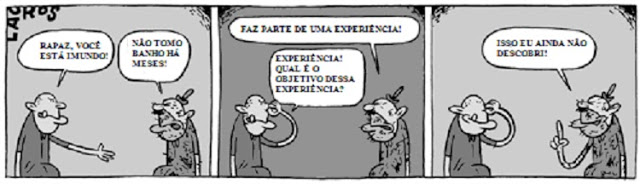 RAPAZ, VOCÊ
ESTÁ IMUNDO!
NÃO TOMO
BANHO HÁ
MESES!
FAZ PARTE DE UMA EXPERIÊNCIA!
EXPERIÊNCIA!
QUAL É O
OBJETIVO DESSA
EXPERIÊNCIA?
ISSO EU AINDA NÃO
DESCOBRI!